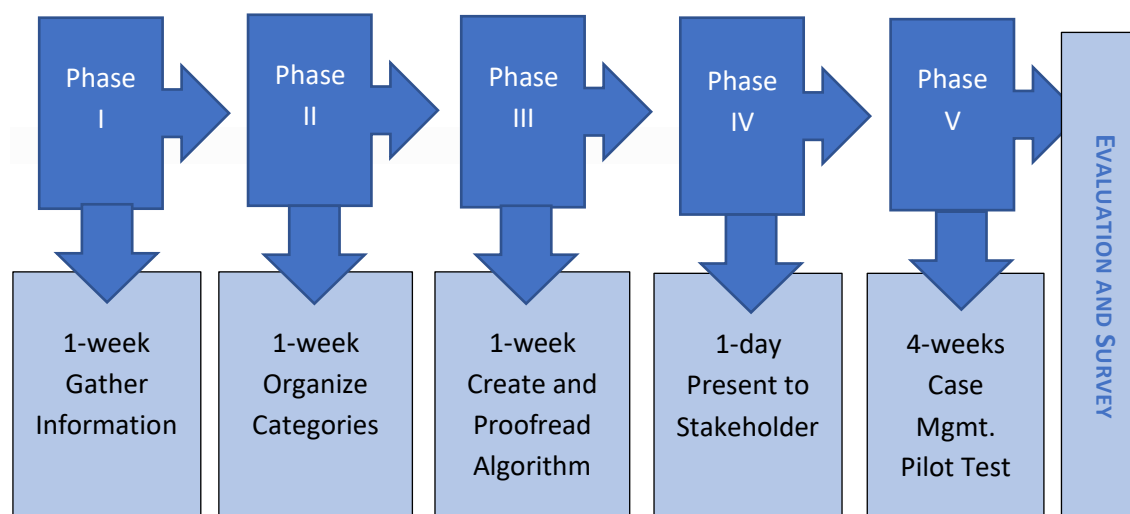 Phase
I
Phase
II
Phase
III
Phase
IV
Phase
V
1-week
Gather
Information
1-week
Organize
Categories
1-week
Create and
Proofread
Algorithm
1-day
Present to
Stakeholder
4-weeks
Case
Mgmt.
Pilot Test
EVALUATION AND SURVEY